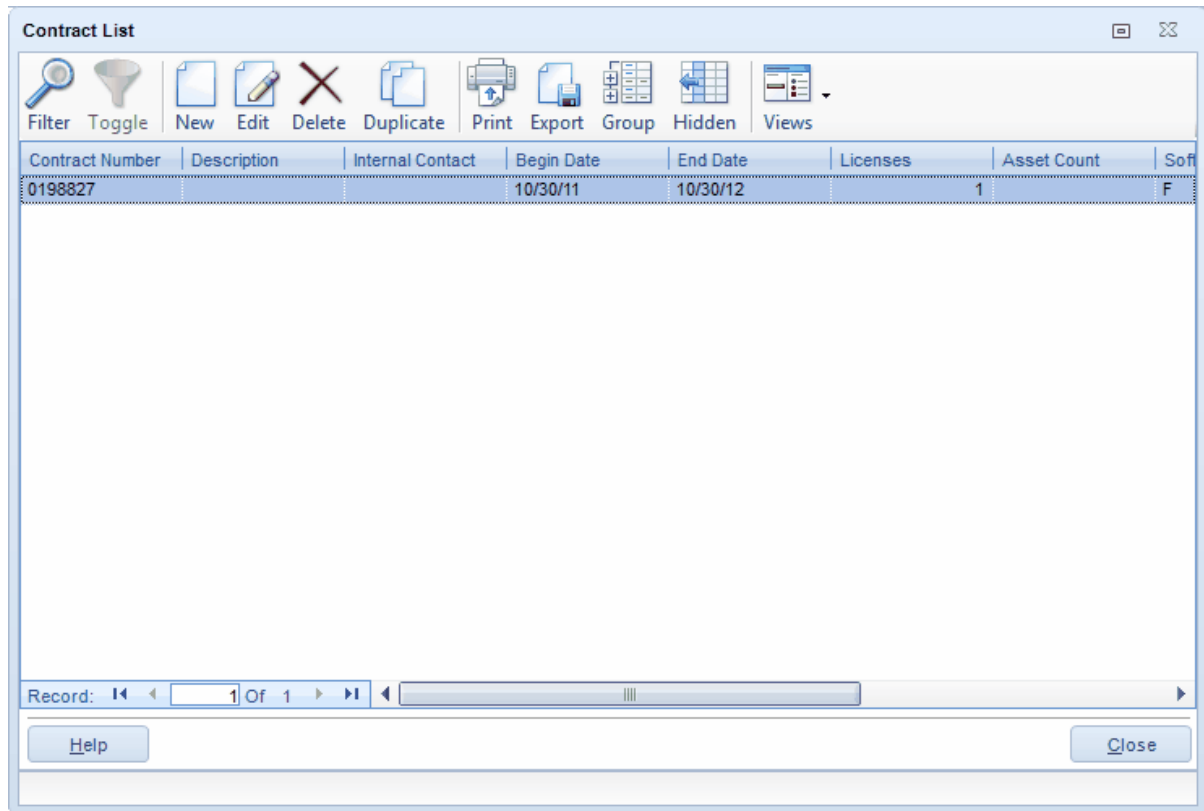 Contract List
Filter Toggle New Edit Delete Duplicate Print Export Group Hidden Views
Contract Number Description Internal Contact Begin Date End Date Licenses Asset Count Soft
0198827 10/30/11 10/30/12 1 F
Record: 1 Of 1
Help Close